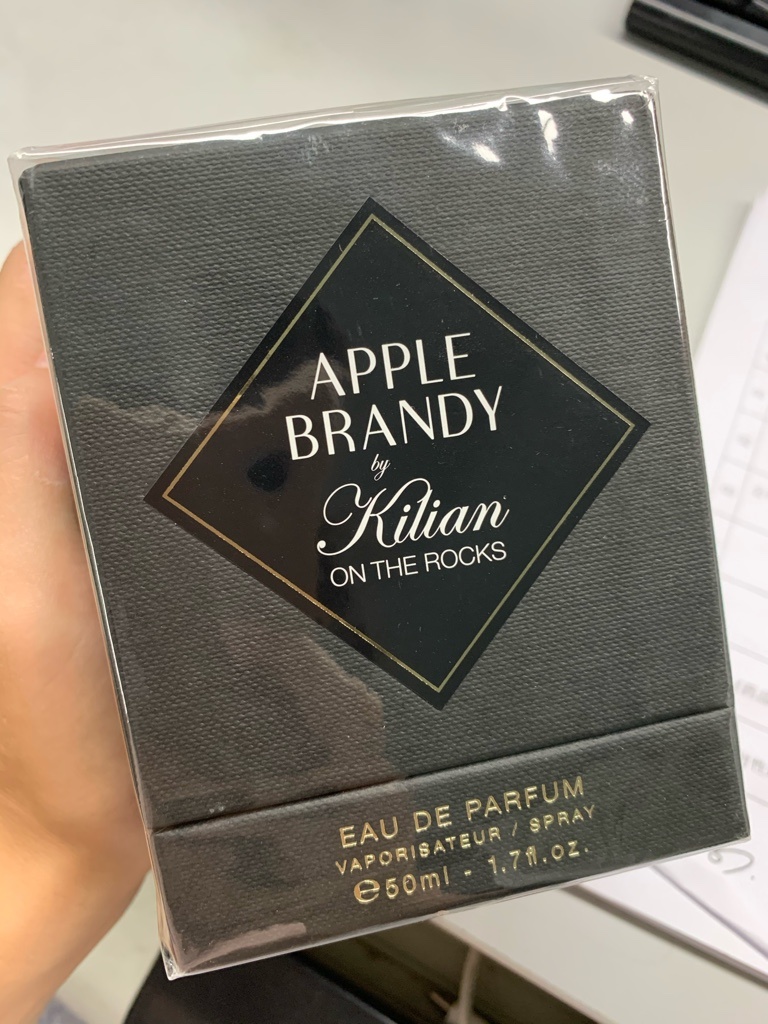 APPLE
BRANDY
by
Kilian
ON THE ROCKS
EAU DE PARFUM
VAPORISATEUR / SPRAY
℮50ml - 1.7fl.oz.